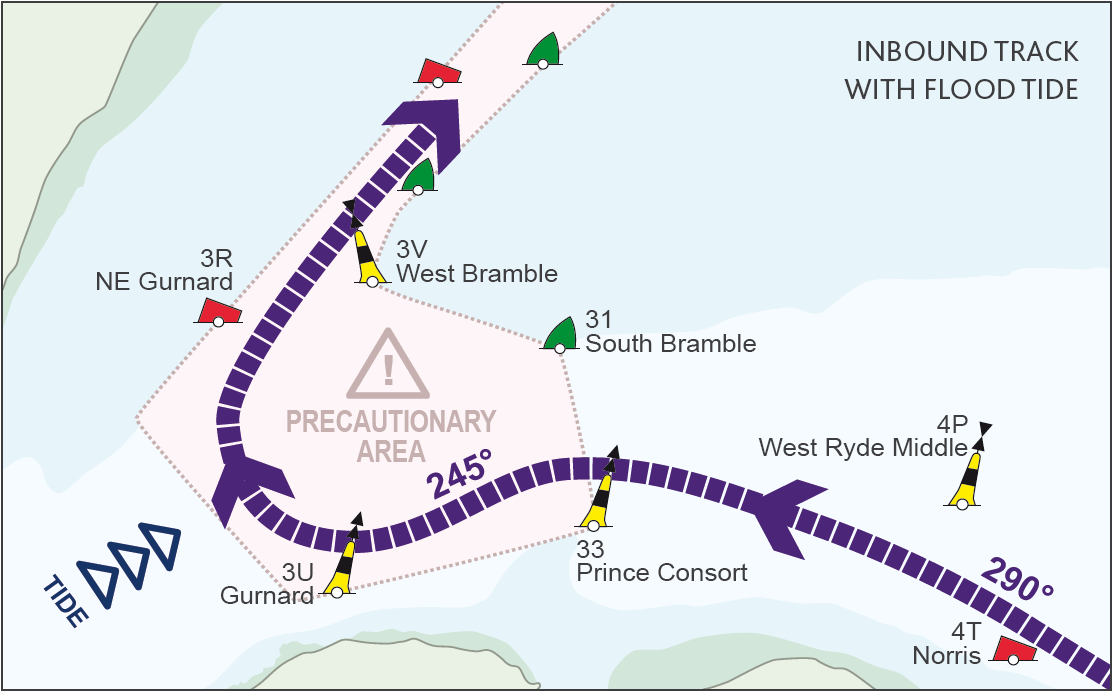 INBOUND TRACK
WITH FLOOD TIDE
3R
NE Gurnard
3V
West Bramble
31
South Bramble
!
PRECAUTIONARY
AREA
4P
West Ryde Middle
245°
TIDE
3U
Gurnard
33
Prince Consort
290°
4T
Norris